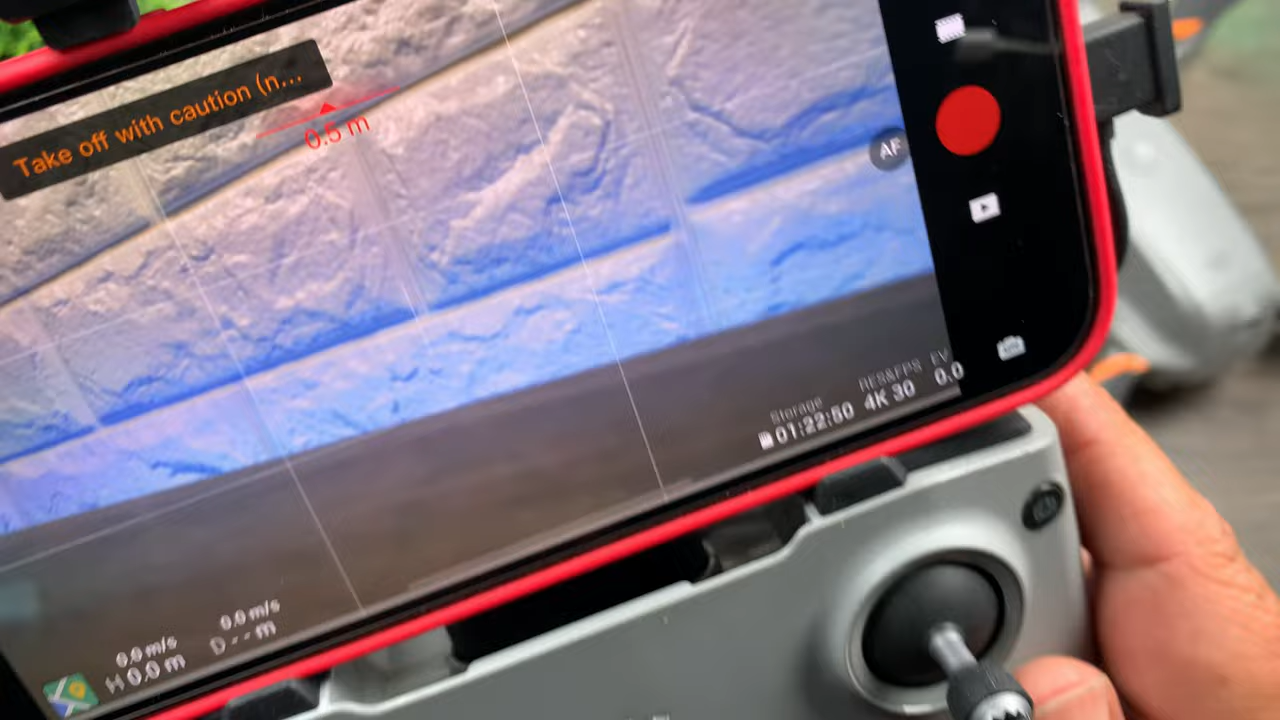 Take off with caution (n...
0.5 m
AF
Storage
01:22:50
RES&FPS
4K 30
EV
0.0
0.0 m/s
0.0 m/s
H 0.0 m
D -- m